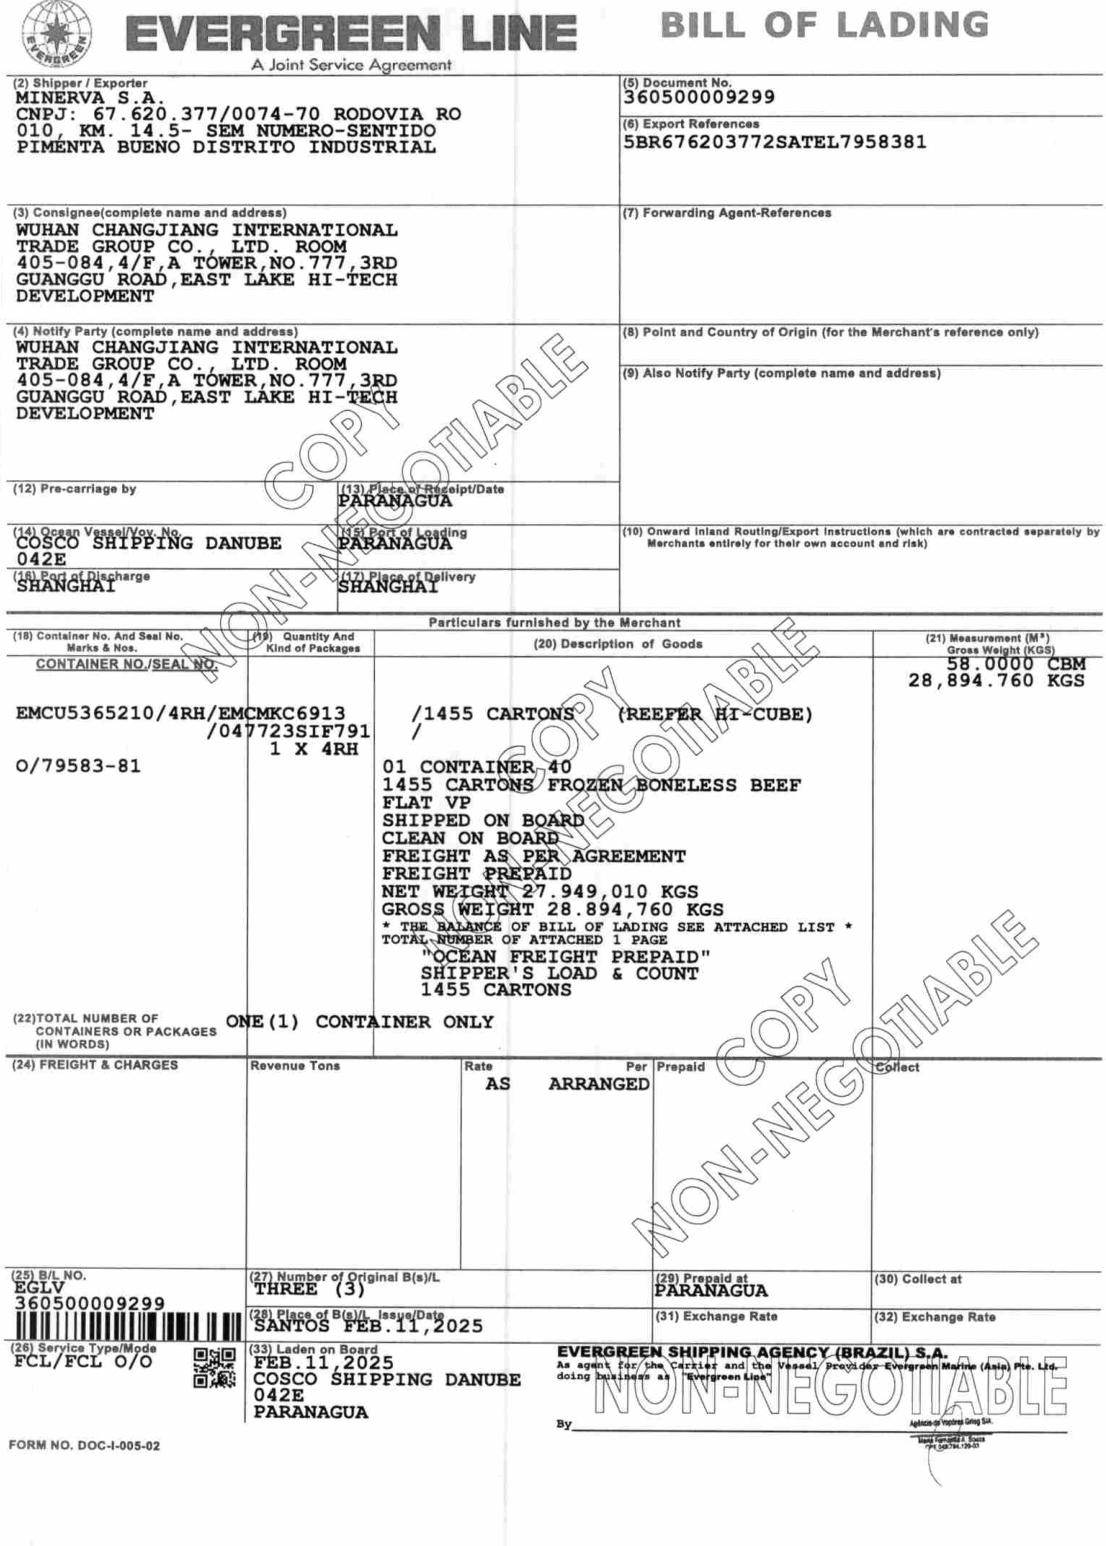 EVERGREEN
EVERGREEN LINE
A Joint Service Agreement
BILL OF LADING
(2) Shipper / Exporter
MINERVA S.A.
CNPJ: 67.620.377/0074-70 RODOVIA RO
010, KM. 14.5- SEM NUMERO-SENTIDO
PIMENTA BUENO DISTRITO INDUSTRIAL
(5) Document No.
360500009299
(6) Export References
5BR676203772SATEL7958381
(3) Consignee(complete name and address)
WUHAN CHANGJIANG INTERNATIONAL
TRADE GROUP CO., LTD. ROOM
405-084,4/F,A TOWER,NO.777,3RD
GUANGGU ROAD,EAST LAKE HI-TECH
DEVELOPMENT
(7) Forwarding Agent-References
(4) Notify Party (complete name and address)
WUHAN CHANGJIANG INTERNATIONAL
TRADE GROUP CO., LTD. ROOM
405-084,4/F,A TOWER,NO.777,3RD
GUANGGU ROAD,EAST LAKE HI-TECH
DEVELOPMENT
(8) Point and Country of Origin (for the Merchant's reference only)
(9) Also Notify Party (complete name and address)
COPY
NON-NEGOTIABLE
(12) Pre-carriage by
(13) Place of Receipt/Date
PARANAGUA
(14) Ocean Vessel/Voy. No.
COSCO SHIPPING DANUBE
042E
(15) Port of Loading
PARANAGUA
(10) Onward Inland Routing/Export Instructions (which are contracted separately by
Merchants entirely for their own account and risk)
(16) Port of Discharge
SHANGHAI
(17) Place of Delivery
SHANGHAI
Particulars furnished by the Merchant
(18) Container No. And Seal No.
Marks & Nos.
(19) Quantity And
Kind of Packages
(20) Description of Goods
(21) Measurement (M³)
Gross Weight (KGS)
CONTAINER NO./SEAL NO.
58.0000 CBM
28,894.760 KGS
EMCU5365210/4RH/EMCMKC6913 /1455 CARTONS (REEFER HI-CUBE)
/047723SIF791 /
1 X 4RH
O/79583-81
01 CONTAINER 40
1455 CARTONS FROZEN BONELESS BEEF
FLAT VP
SHIPPED ON BOARD
CLEAN ON BOARD
FREIGHT AS PER AGREEMENT
FREIGHT PREPAID
NET WEIGHT 27.949,010 KGS
GROSS WEIGHT 28.894,760 KGS
* THE BALANCE OF BILL OF LADING SEE ATTACHED LIST *
TOTAL NUMBER OF ATTACHED 1 PAGE
"OCEAN FREIGHT PREPAID"
SHIPPER'S LOAD & COUNT
1455 CARTONS
COPY
NON-NEGOTIABLE
(22)TOTAL NUMBER OF
CONTAINERS OR PACKAGES
(IN WORDS)
ONE(1) CONTAINER ONLY
(24) FREIGHT & CHARGES
Revenue Tons
Rate
Per
Prepaid
Collect
AS ARRANGED
COPY
NON-NEGOTIABLE
(25) B/L NO.
EGLV
360500009299
(27) Number of Original B(s)/L
THREE (3)
(29) Prepaid at
PARANAGUA
(30) Collect at
(28) Place of B(s)/L Issue/Date
SANTOS FEB.11,2025
(31) Exchange Rate
(32) Exchange Rate
(26) Service Type/Mode
FCL/FCL O/O
(33) Laden on Board
FEB.11,2025
COSCO SHIPPING DANUBE
042E
PARANAGUA
EVERGREEN SHIPPING AGENCY (BRAZIL) S.A.
As agent for the Carrier and the Vessel Provider Evergreen Marine (Asia) Pte. Ltd.
doing business as "Evergreen Line"
NON-NEGOTIABLE
By
FORM NO. DOC-I-005-02